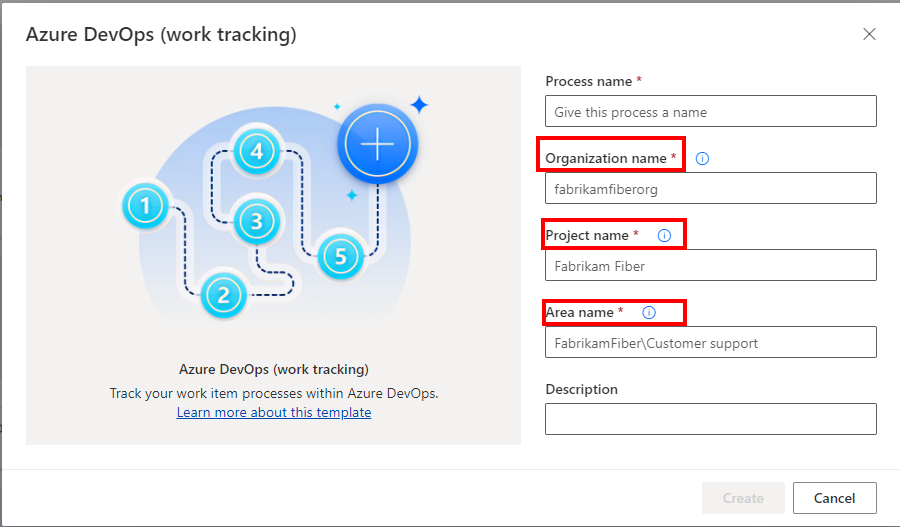 Azure DevOps (work tracking)
1
2
3
4
5
Azure DevOps (work tracking)
Track your work item processes within Azure DevOps.
Learn more about this template
Process name *
Give this process a name
Organization name *
fabrikamfiberorg
Project name *
Fabrikam Fiber
Area name *
FabrikamFiber\Customer support
Description
Create
Cancel